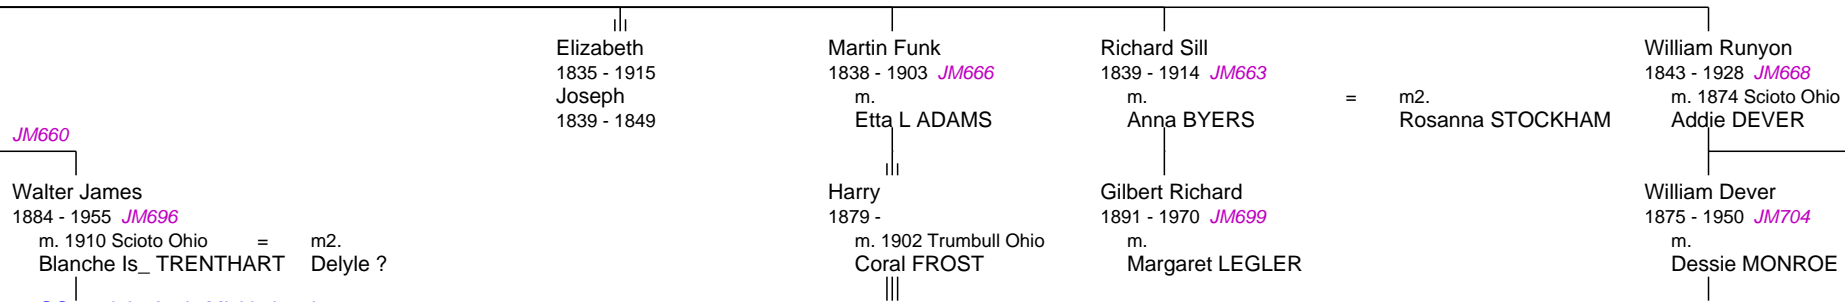 Elizabeth
1835 - 1915
Joseph
1839 - 1849
Martin Funk
1838 - 1903 JM666
m.
Etta L ADAMS
Richard Sill
1839 - 1914 JM663
m. = m2.
Anna BYERS Rosanna STOCKHAM
William Runyon
1843 - 1928 JM668
m. 1874 Scioto Ohio
Addie DEVER
JM660
Walter James
1884 - 1955 JM696
m. 1910 Scioto Ohio = m2.
Blanche Is_ TRENTHART Delyle ?
Harry
1879 -
m. 1902 Trumbull Ohio
Coral FROST
Gilbert Richard
1891 - 1970 JM699
m.
Margaret LEGLER
William Dever
1875 - 1950 JM704
m.
Dessie MONROE